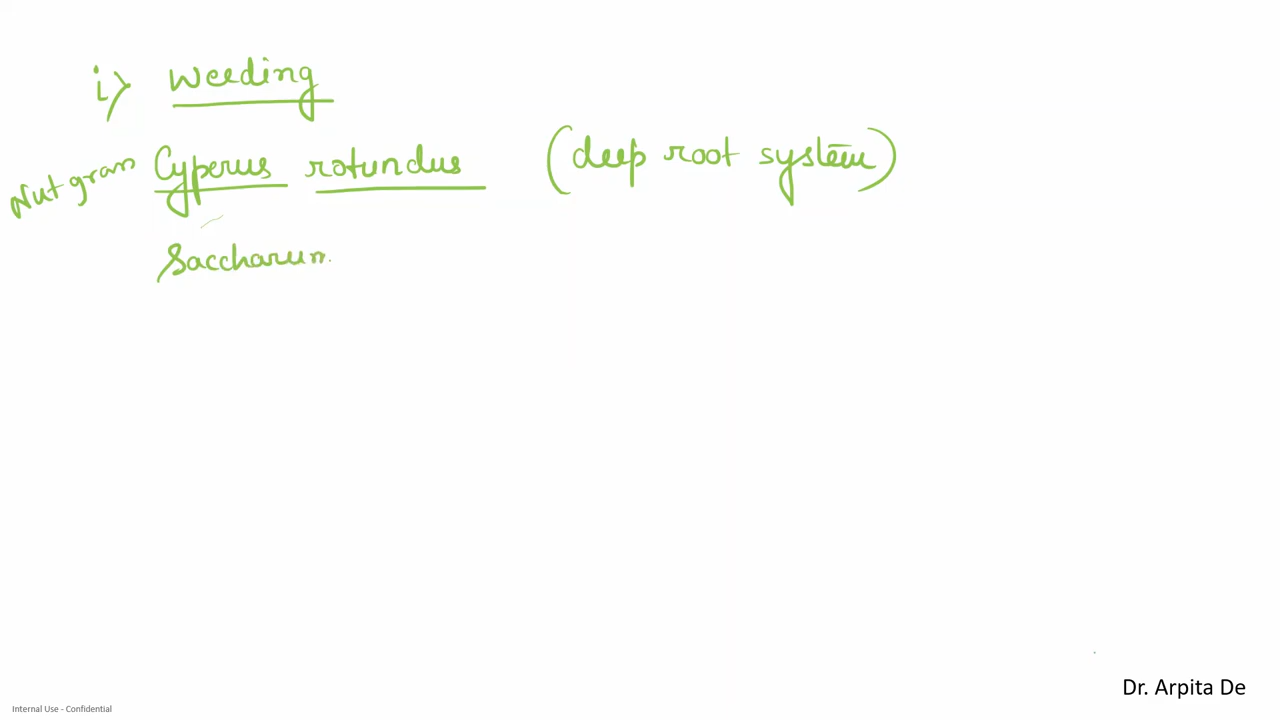 i) Weeding
Nut grass Cyperus rotundus (deep root system)
Saccharum
Dr. Arpita De
Internal Use - Confidential